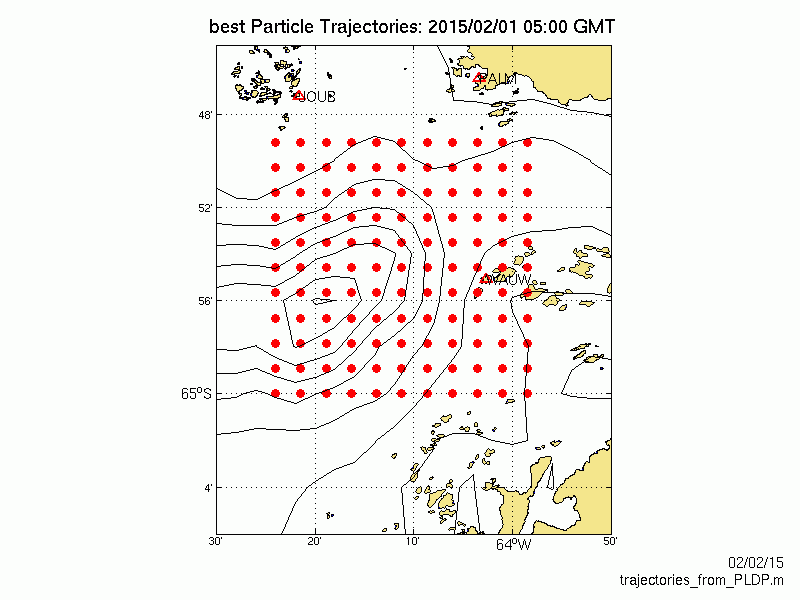 best Particle Trajectories: 2015/02/01 05:00 GMT
PALM
JOUB
48'
52'
WAUW
56'
65°S
4'
30' 20' 10' 64°W 50'
02/02/15
trajectories_from_PLDP.m